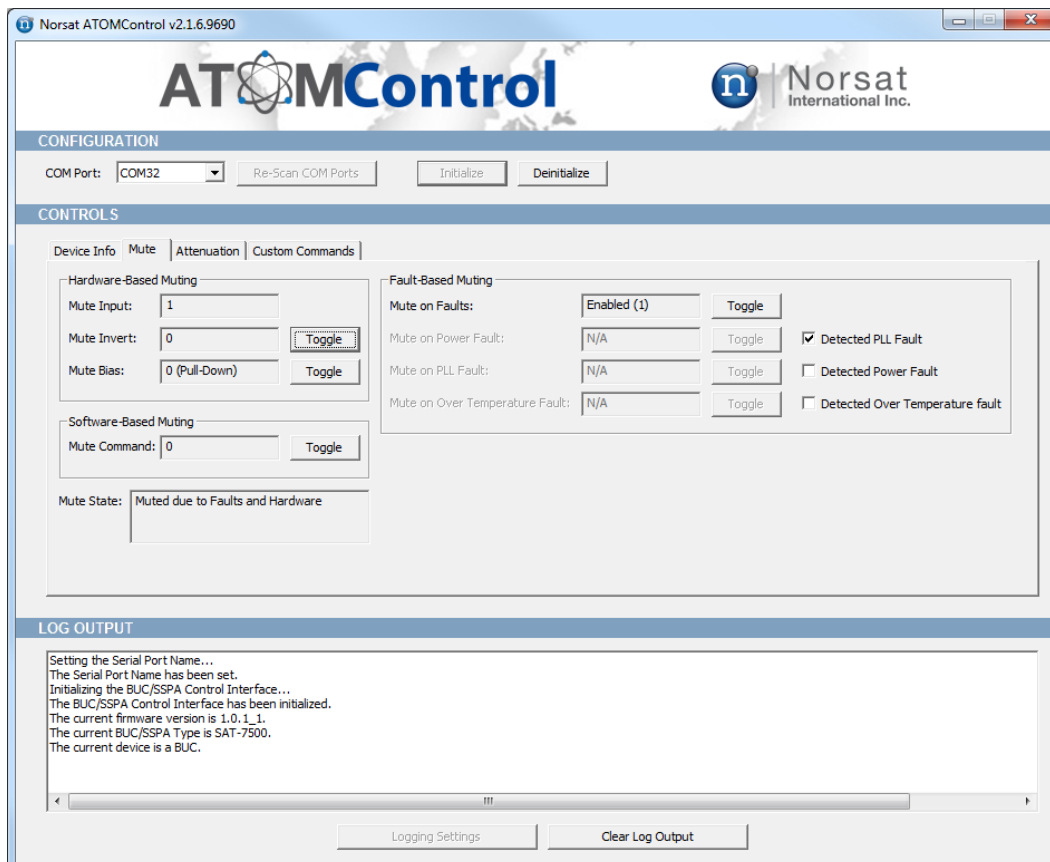 Norsat ATOMControl v2.1.6.9690
ATOMControl
n Norsat
International Inc.
CONFIGURATION
COM Port: COM32 Re-Scan COM Ports Initialize Deinitialize
CONTROLS
Device Info Mute Attenuation Custom Commands
Hardware-Based Muting
Mute Input: 1
Mute Invert: 0 Toggle
Mute Bias: 0 (Pull-Down) Toggle
Software-Based Muting
Mute Command: 0 Toggle
Mute State: Muted due to Faults and Hardware
Fault-Based Muting
Mute on Faults: Enabled (1) Toggle
Mute on Power Fault: N/A Toggle Detected PLL Fault
Mute on PLL Fault: N/A Toggle Detected Power Fault
Mute on Over Temperature Fault: N/A Toggle Detected Over Temperature fault
LOG OUTPUT
Setting the Serial Port Name...
The Serial Port Name has been set.
Initializing the BUC/SSPA Control Interface...
The BUC/SSPA Control Interface has been initialized.
The current firmware version is 1.0.1_1.
The current BUC/SSPA Type is SAT-7500.
The current device is a BUC.
Logging Settings Clear Log Output